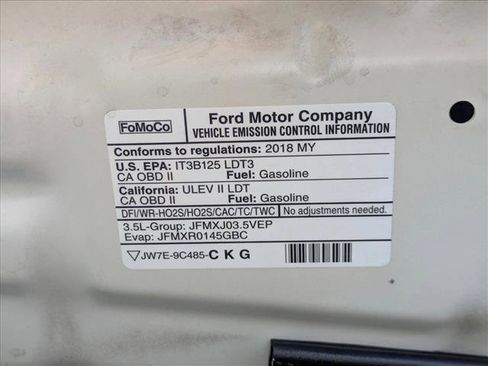 FoMoCo
Ford Motor Company
VEHICLE EMISSION CONTROL INFORMATION
Conforms to regulations: 2018 MY
U.S. EPA: IT3B125 LDT3
CA OBD II Fuel: Gasoline
California: ULEV II LDT
CA OBD II Fuel: Gasoline
DFI/WR-HO2S/HO2S/CAC/TC/TWC No adjustments needed.
3.5L-Group: JFMXJ03.5VEP
Evap: JFMXR0145GBC
JW7E-9C485-C K G